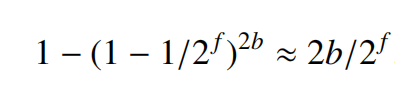 1 − (1 − 1/2^f)^{2b} ≈ 2b/2^f